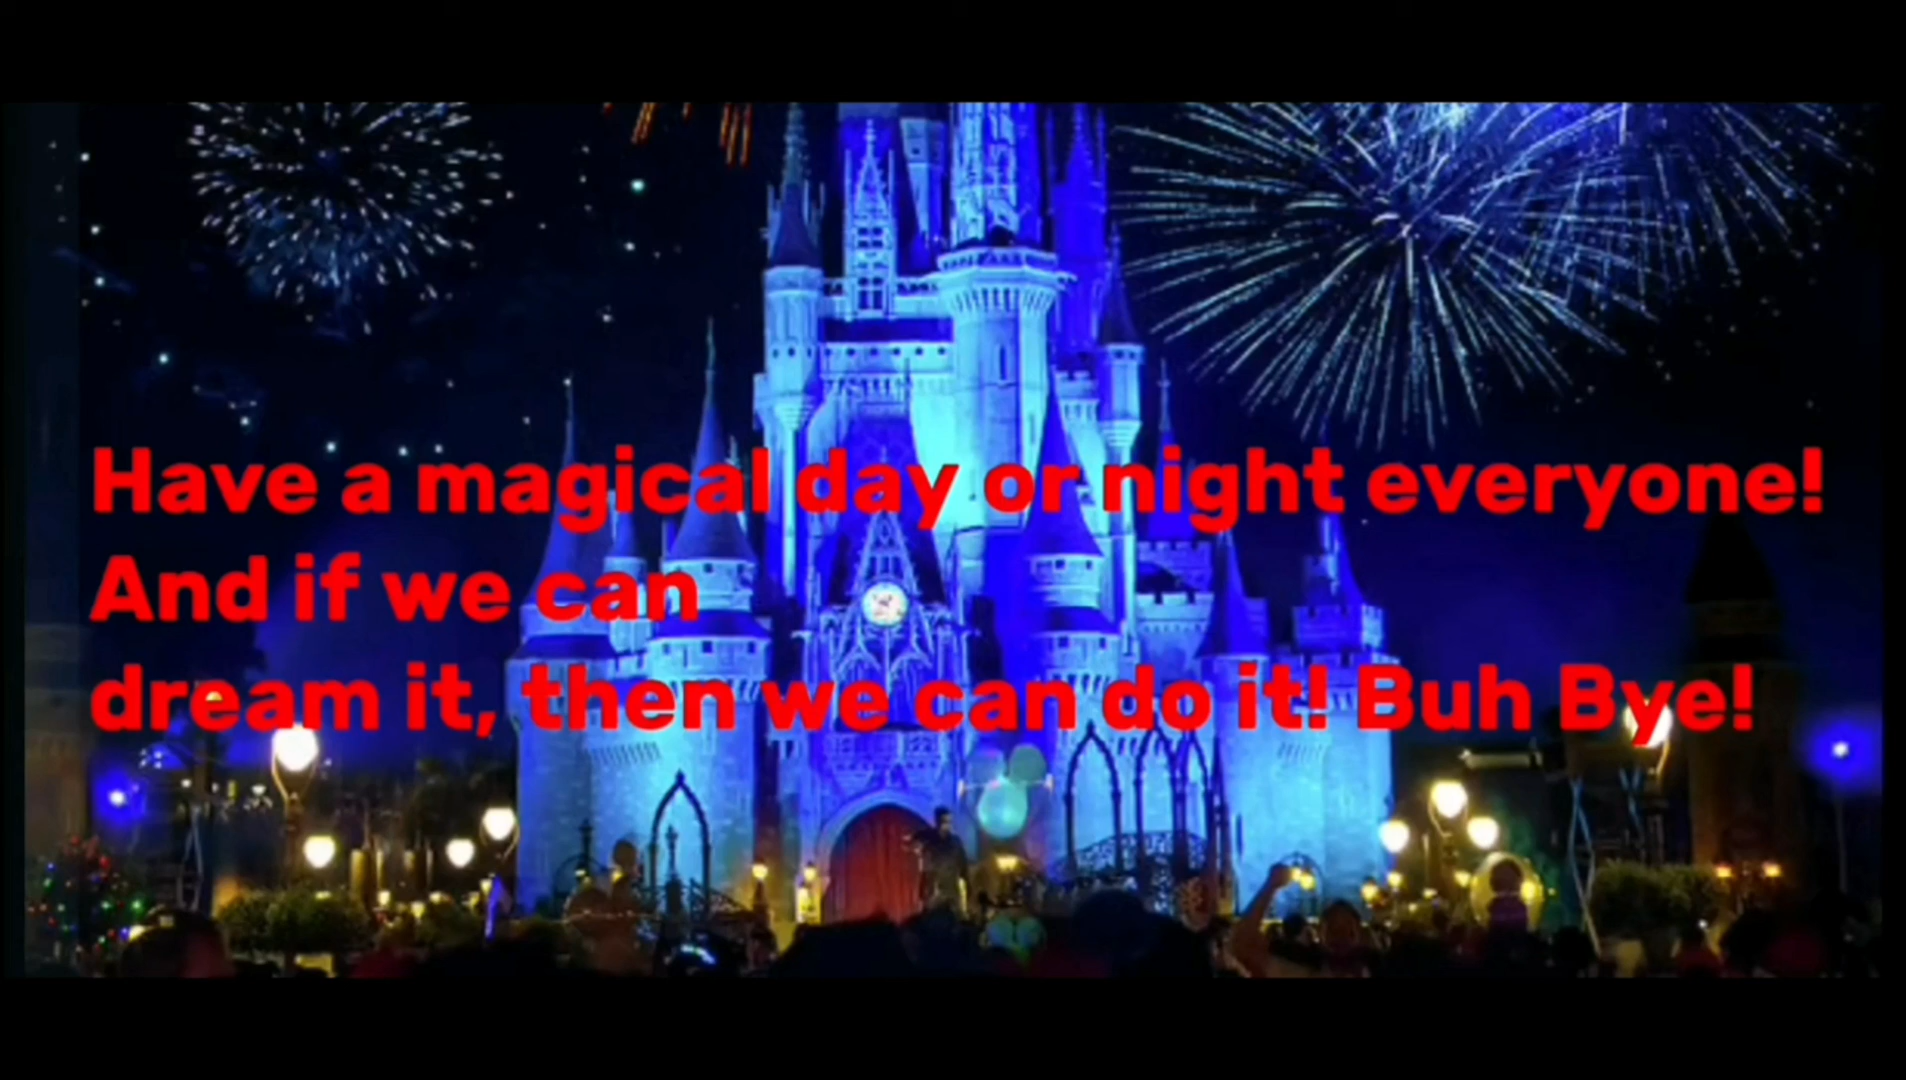 Have a magical day or night everyone!
And if we can
dream it, then we can do it! Buh Bye!